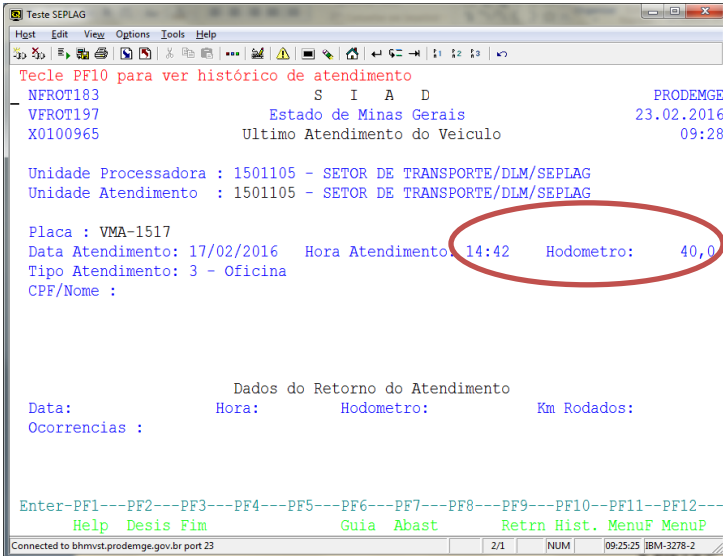 Teste SEPLAG
Host Edit View Options Tools Help
Tecle PF10 para ver histórico de atendimento
NFROT183 S I A D PRODEMGE
VFROT197 Estado de Minas Gerais 23.02.2016
X0100965 Ultimo Atendimento do Veiculo 09:28
Unidade Processadora : 1501105 - SETOR DE TRANSPORTE/DLM/SEPLAG
Unidade Atendimento : 1501105 - SETOR DE TRANSPORTE/DLM/SEPLAG
Placa : VMA-1517
Data Atendimento: 17/02/2016 Hora Atendimento: 14:42 Hodometro: 40,0
Tipo Atendimento: 3 - Oficina
CPF/Nome :
Dados do Retorno do Atendimento
Data: Hora: Hodometro: Km Rodados:
Ocorrencias :
Enter-PF1---PF2---PF3---PF4---PF5---PF6---PF7---PF8---PF9---PF10--PF11--PF12---
Help Desis Fim Guia Abast Retrn Hist. MenuF MenuP
Connected to bhmvst.prodemge.gov.br port 23 2/1 NUM 09:25:25 IBM-3278-2